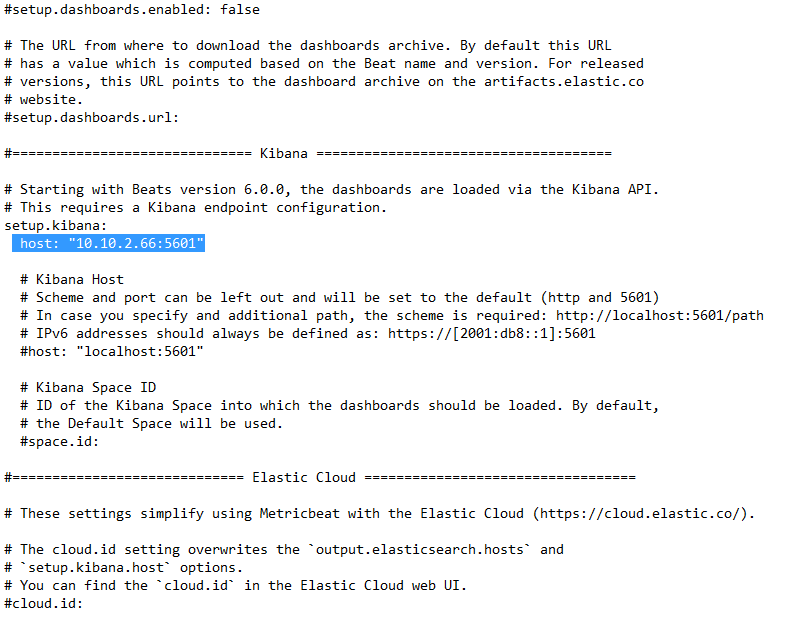 #setup.dashboards.enabled: false
# The URL from where to download the dashboards archive. By default this URL
# has a value which is computed based on the Beat name and version. For released
# versions, this URL points to the dashboard archive on the artifacts.elastic.co
# website.
#setup.dashboards.url:
#============================== Kibana =====================================
# Starting with Beats version 6.0.0, the dashboards are loaded via the Kibana API.
# This requires a Kibana endpoint configuration.
setup.kibana:
host: "10.10.2.66:5601"
# Kibana Host
# Scheme and port can be left out and will be set to the default (http and 5601)
# In case you specify and additional path, the scheme is required: http://localhost:5601/path
# IPv6 addresses should always be defined as: https://[2001:db8::1]:5601
#host: "localhost:5601"
# Kibana Space ID
# ID of the Kibana Space into which the dashboards should be loaded. By default,
# the Default Space will be used.
#space.id:
#============================= Elastic Cloud ==================================
# These settings simplify using Metricbeat with the Elastic Cloud (https://cloud.elastic.co/).
# The cloud.id setting overwrites the `output.elasticsearch.hosts` and
# `setup.kibana.host` options.
# You can find the `cloud.id` in the Elastic Cloud web UI.
#cloud.id: